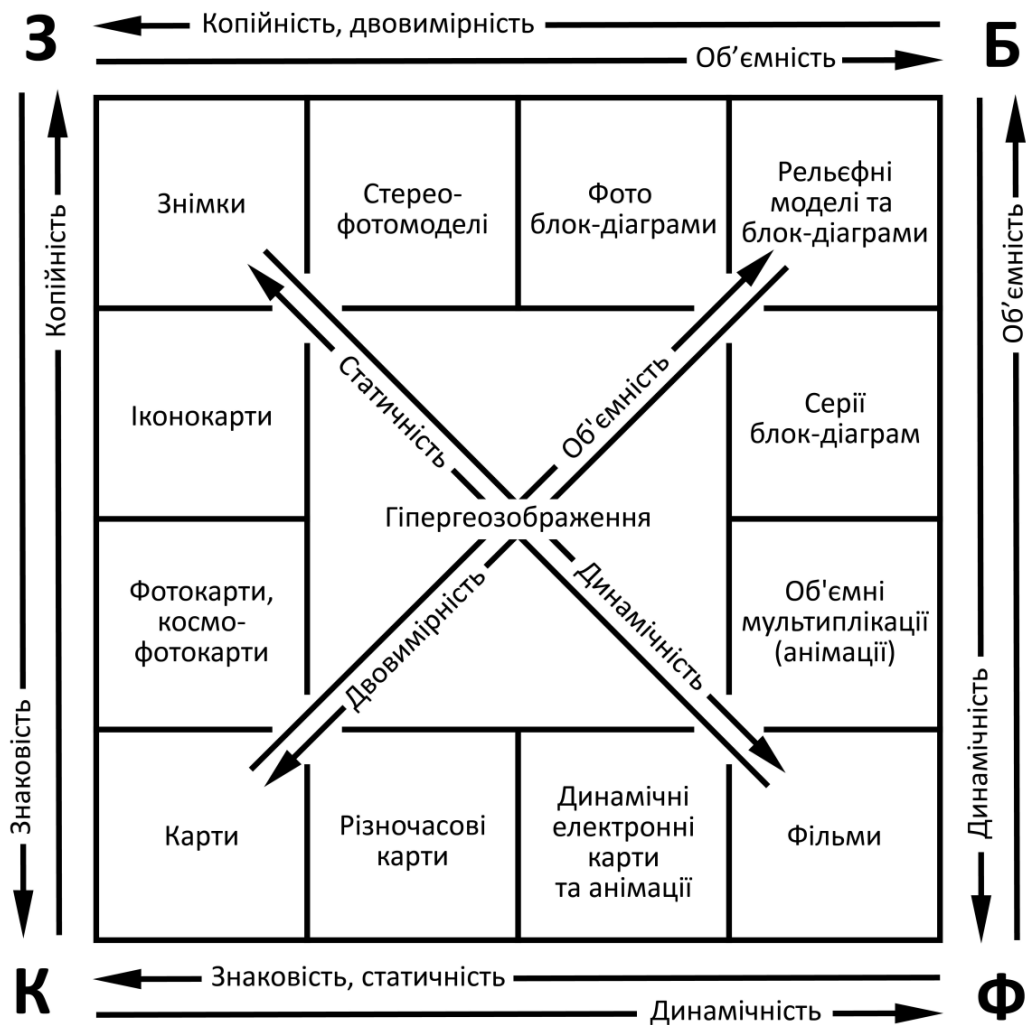 З
Копійність, двовимірність
Об’ємність
Б
Копійність
Знаковість
Об’ємність
Динамічність
Знімки
Стерео-
фотомоделі
Фото
блок-діаграми
Рельєфні
моделі та
блок-діаграми
Іконокарти
Статичність
Об'ємність
Серії
блок-діаграм
Гіпергеозображення
Фотокарти,
космо-
фотокарти
Двовимірність
Динамічність
Об'ємні
мультиплікації
(анімації)
Карти
Різночасові
карти
Динамічні
електронні
карти
та анімації
Фільми
К
Знаковість, статичність
Динамічність
Ф